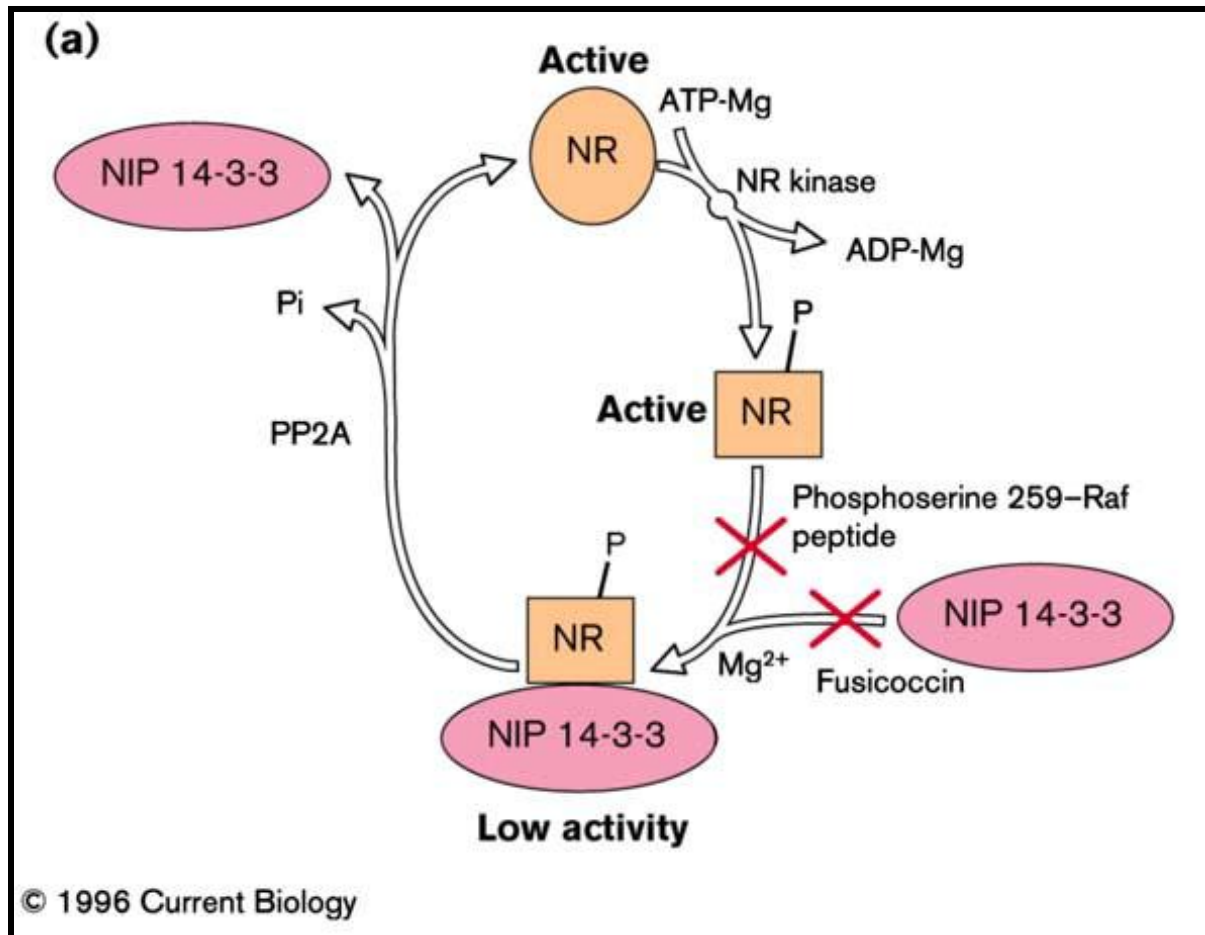 (a)
Active
ATP-Mg
NR
NIP 14-3-3
NR kinase
ADP-Mg
Pi
P
Active
NR
PP2A
Phosphoserine 259–Raf
peptide
P
NIP 14-3-3
NR
Mg²⁺
Fusicoccin
NIP 14-3-3
Low activity
© 1996 Current Biology